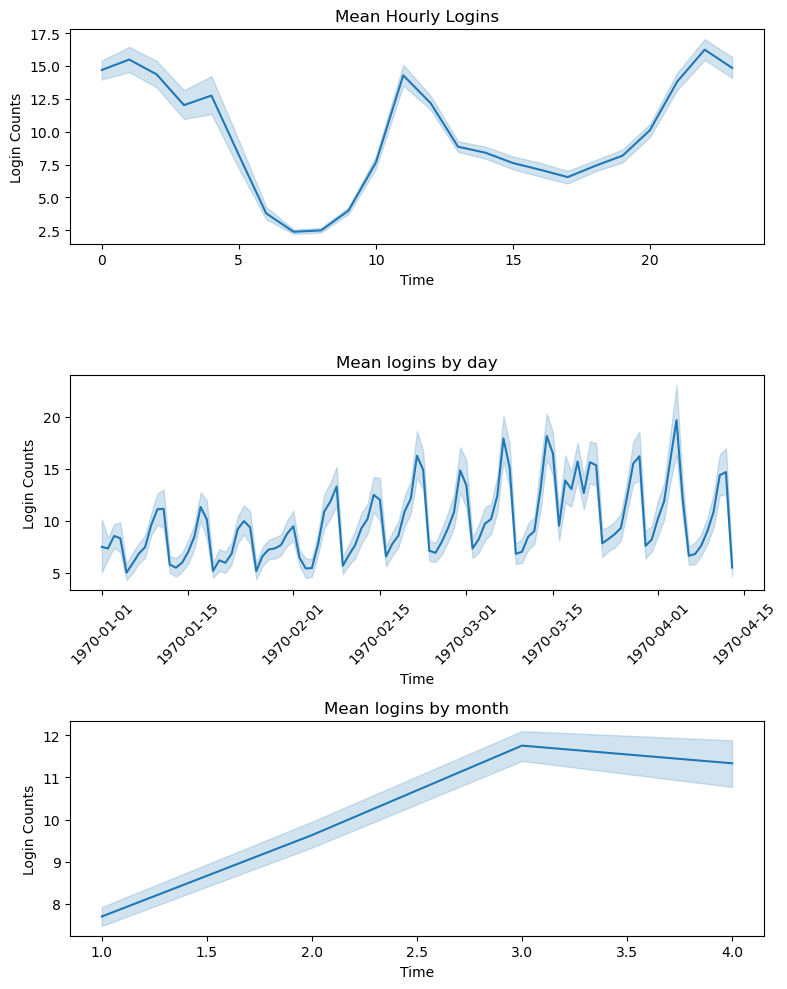 Mean Hourly Logins
17.5
15.0
12.5
10.0
7.5
5.0
2.5
Login Counts
0 5 10 15 20
Time
Mean logins by day
20
15
10
5
Login Counts
1970-01-01 1970-01-15 1970-02-01 1970-02-15 1970-03-01 1970-03-15 1970-04-01 1970-04-15
Time
Mean logins by month
12
11
10
9
8
Login Counts
1.0 1.5 2.0 2.5 3.0 3.5 4.0
Time